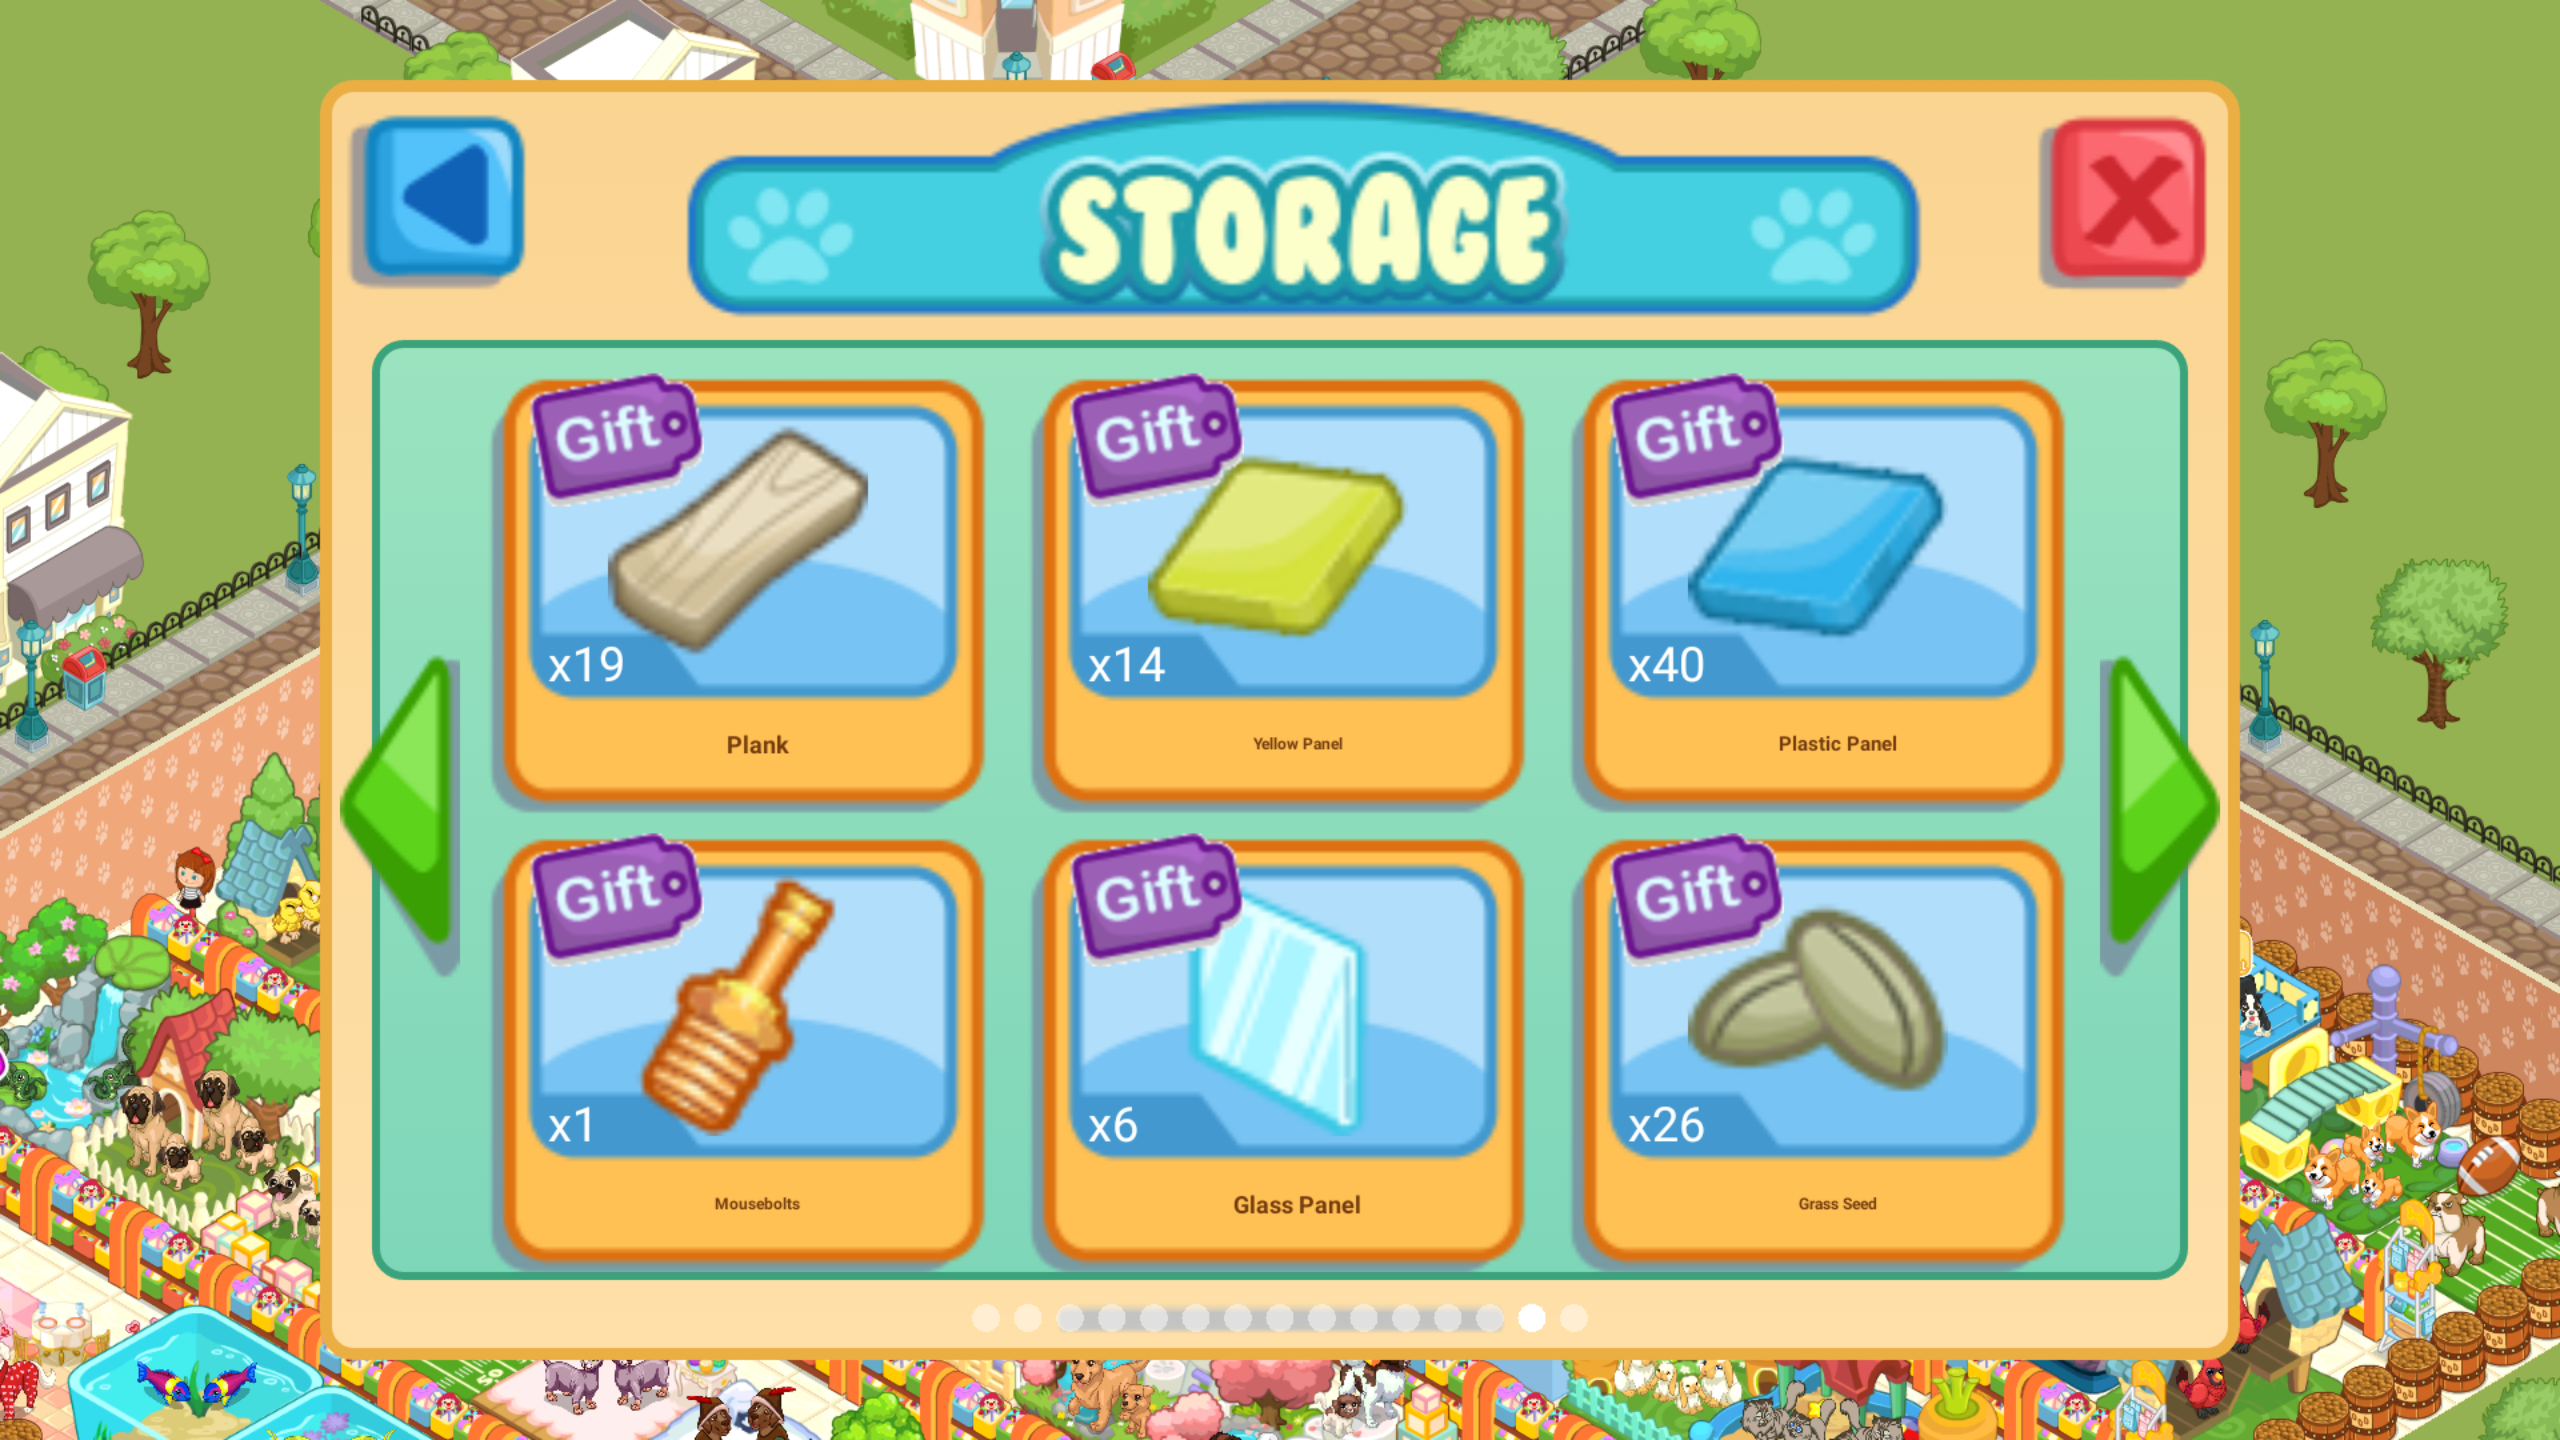 STORAGE
Gift
x19
Plank
Gift
x14
Yellow Panel
Gift
x40
Plastic Panel
Gift
x1
Mousebolts
Gift
x6
Glass Panel
Gift
x26
Grass Seed
50